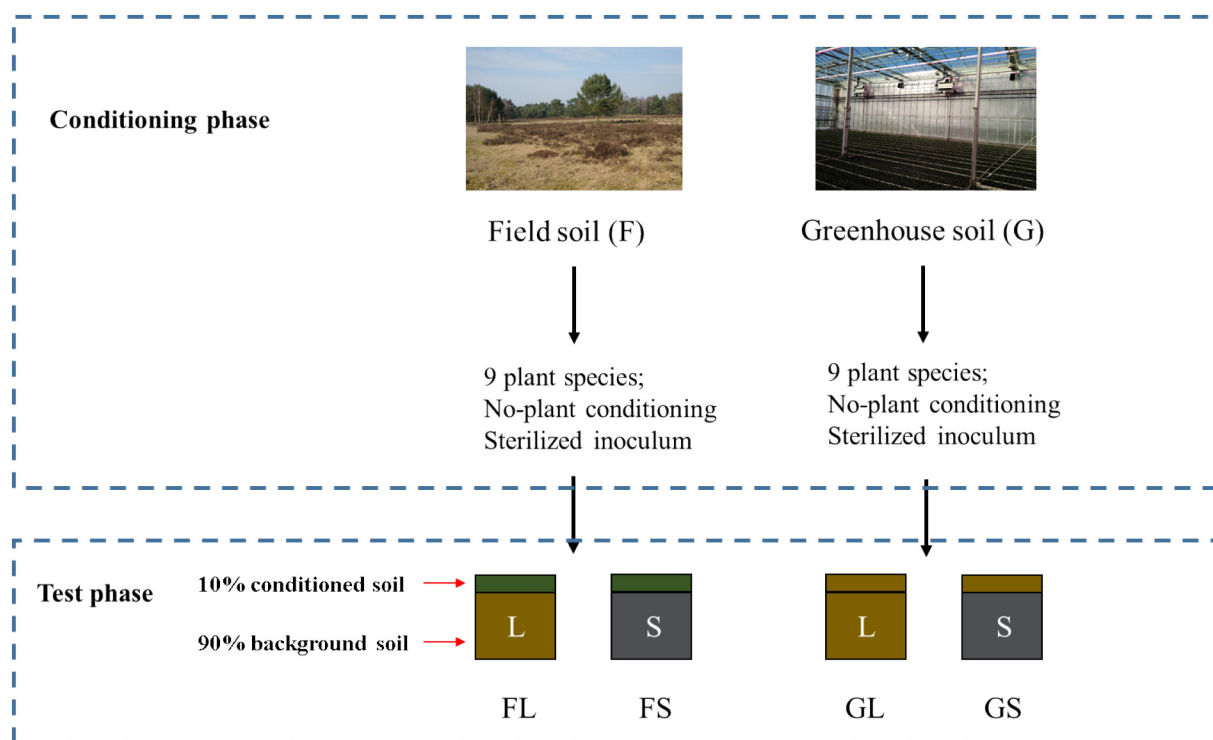 Conditioning phase
Field soil (F)
Greenhouse soil (G)
9 plant species;
No-plant conditioning
Sterilized inoculum
9 plant species;
No-plant conditioning
Sterilized inoculum
Test phase
10% conditioned soil
90% background soil
L
S
L
S
FL
FS
GL
GS